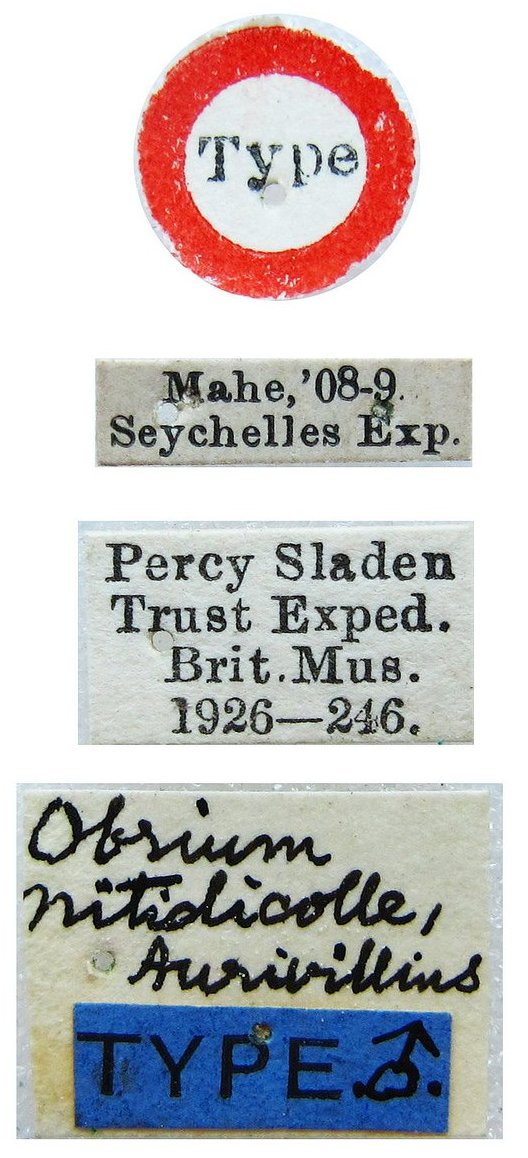 Type
Mahe,'08-9.
Seychelles Exp.
Percy Sladen
Trust Exped.
Brit.Mus.
1926—246.
Obrium
nitidicolle,
Aurivillius
TYPE.♂.